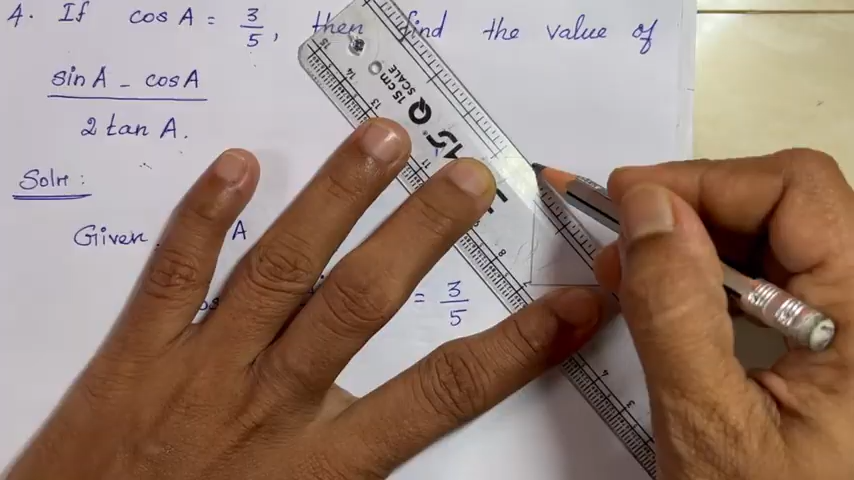 4. If cos A = 3/5, then find the value of
sin A - cos A
2 tan A.
Soln:
Given A
= 3/5
15 cm
SCALE